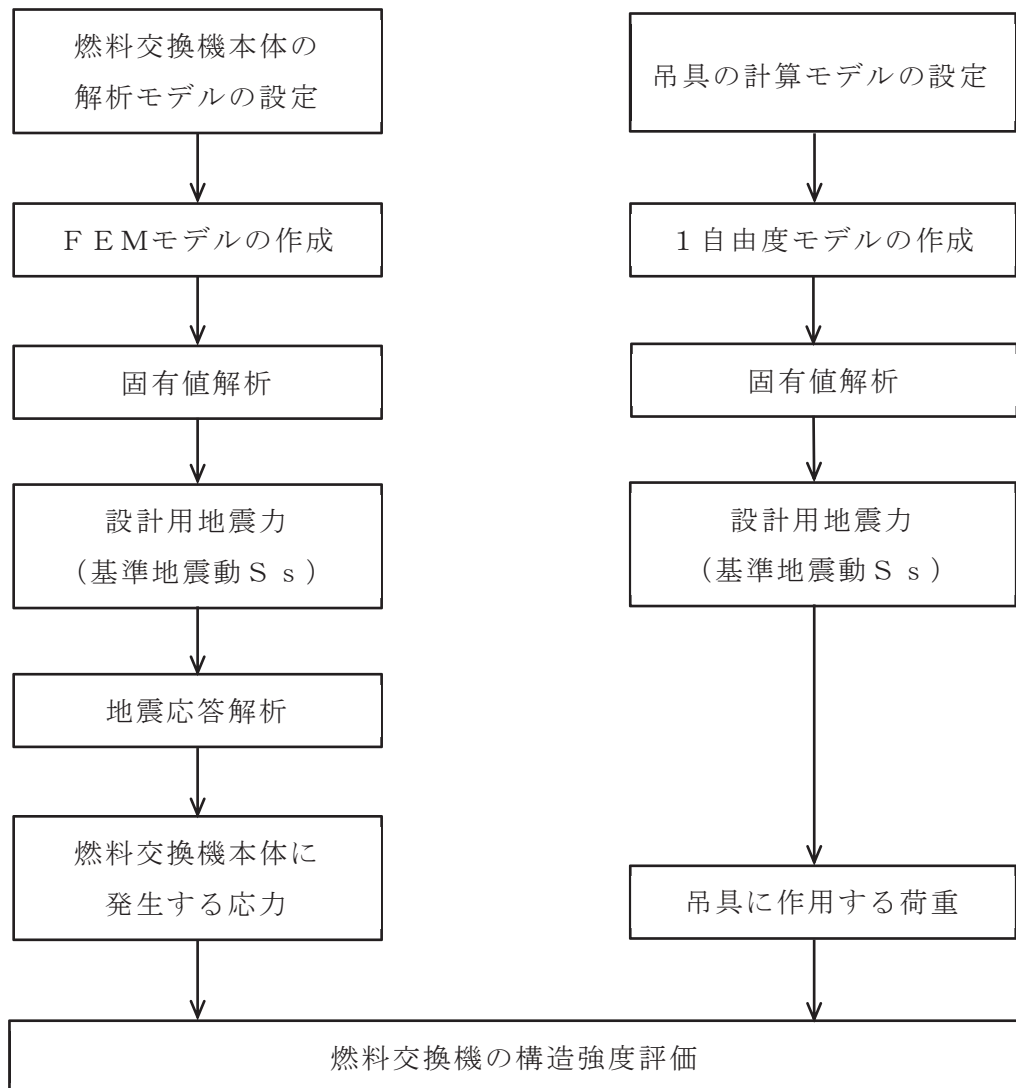 燃料交換機本体の
解析モデルの設定
ＦＥＭモデルの作成
固有値解析
設計用地震力
（基準地震動Ｓｓ）
地震応答解析
燃料交換機本体に
発生する応力
吊具の計算モデルの設定
１自由度モデルの作成
固有値解析
設計用地震力
（基準地震動Ｓｓ）
吊具に作用する荷重
燃料交換機の構造強度評価